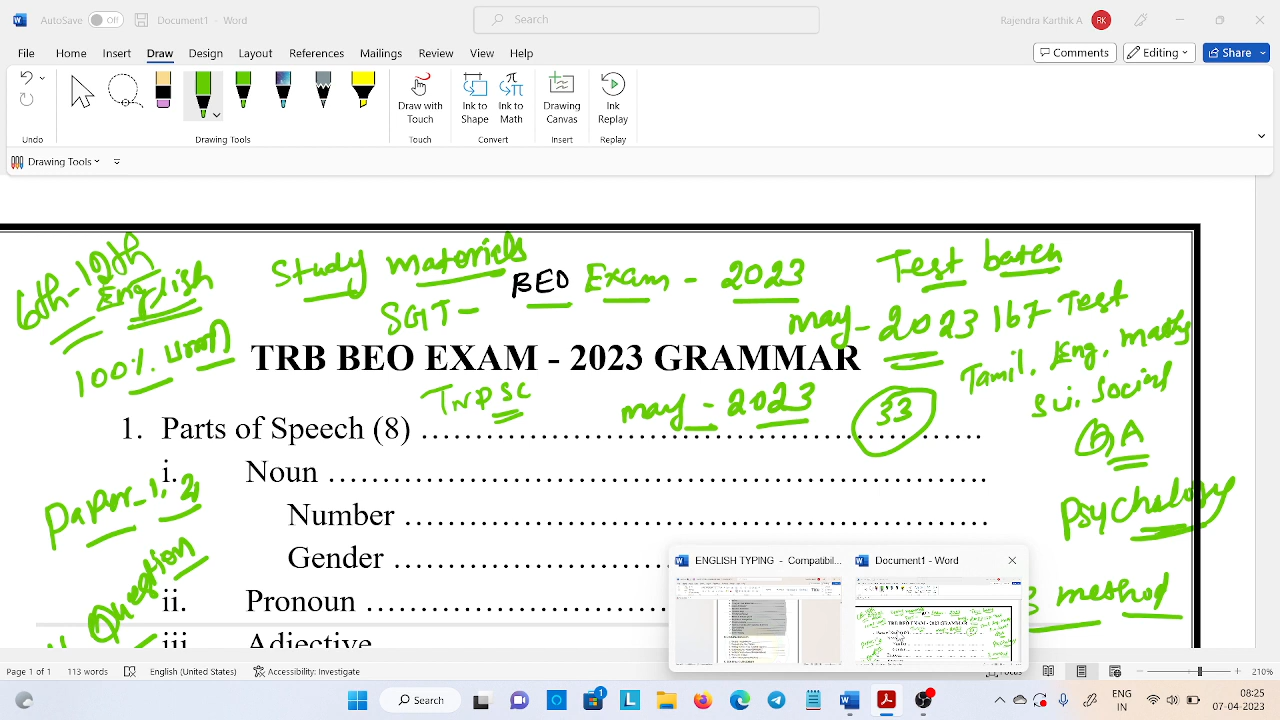 AutoSave Off Document1 - Word Search Rajendra Karthik A RK
File Home Insert Draw Design Layout References Mailings Review View Help Comments Editing Share
Draw with Touch Ink to Shape Ink to Math Drawing Canvas Ink Replay
Undo Drawing Tools Touch Convert Insert Replay
Drawing Tools
6th-12th English
100%
Study materials BEO Exam - 2023
SGT -
Test batch
may - 2023 167 Test
Tamil, Eng, maths
Sci. Social
TRB BEO EXAM - 2023 GRAMMAR
TNPSC may - 2023 33
Q A
1. Parts of Speech (8) ……………………………………………………
i. Noun ……………………………………………………………
Number ……………………………………………………
Gender ………………………
Paper-1, 2
Psychology
Question
method
ii. Pronoun …………………………
iii. Adjective
ENGLISH TYPING - Compatibil... Document1 - Word
Page 1 of 1 113 words English (United States) Accessibility: Investigate Focus 210%
Search 1 ENG IN 08:25 07-04-2023